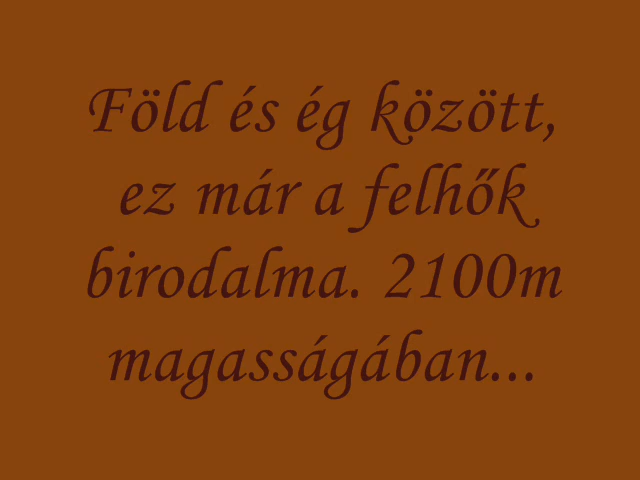 Föld és ég között,
ez már a felhők
birodalma. 2100m
magasságában...